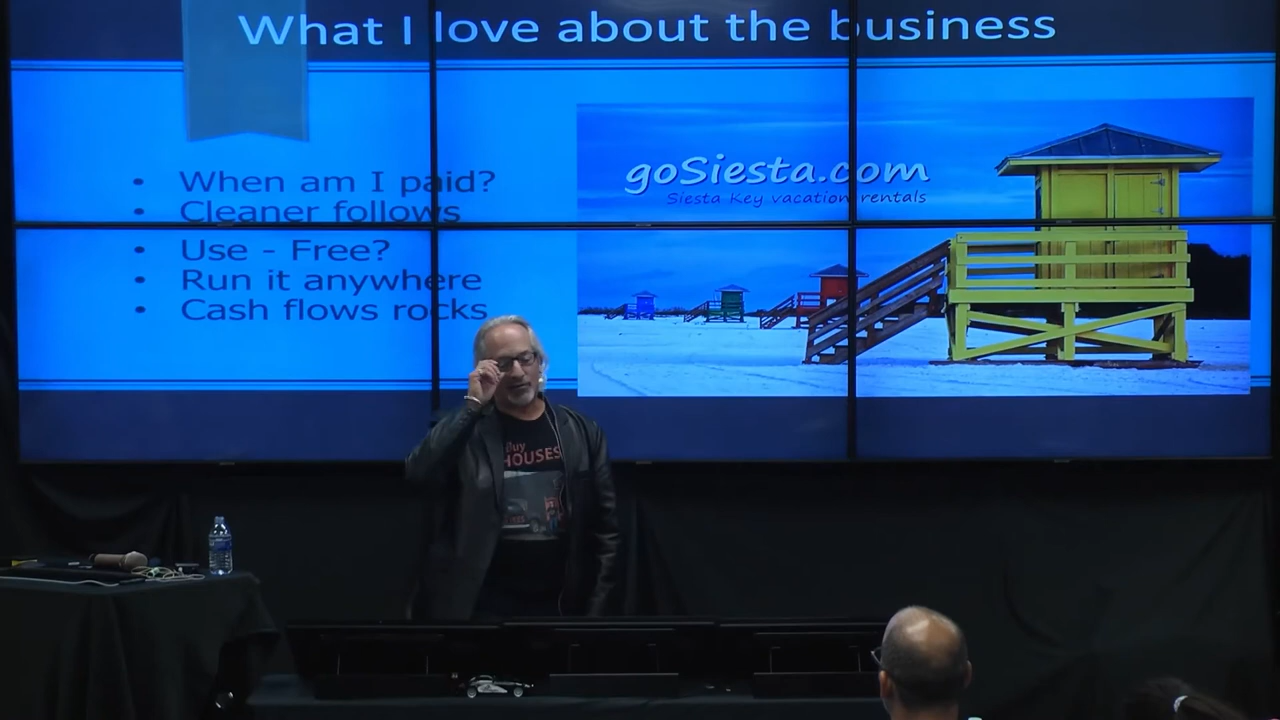 What I love about the business
• When am I paid?
• Cleaner follows
• Use - Free?
• Run it anywhere
• Cash flows rocks
goSiesta.com
Siesta Key vacation rentals
Buy
HOUSES